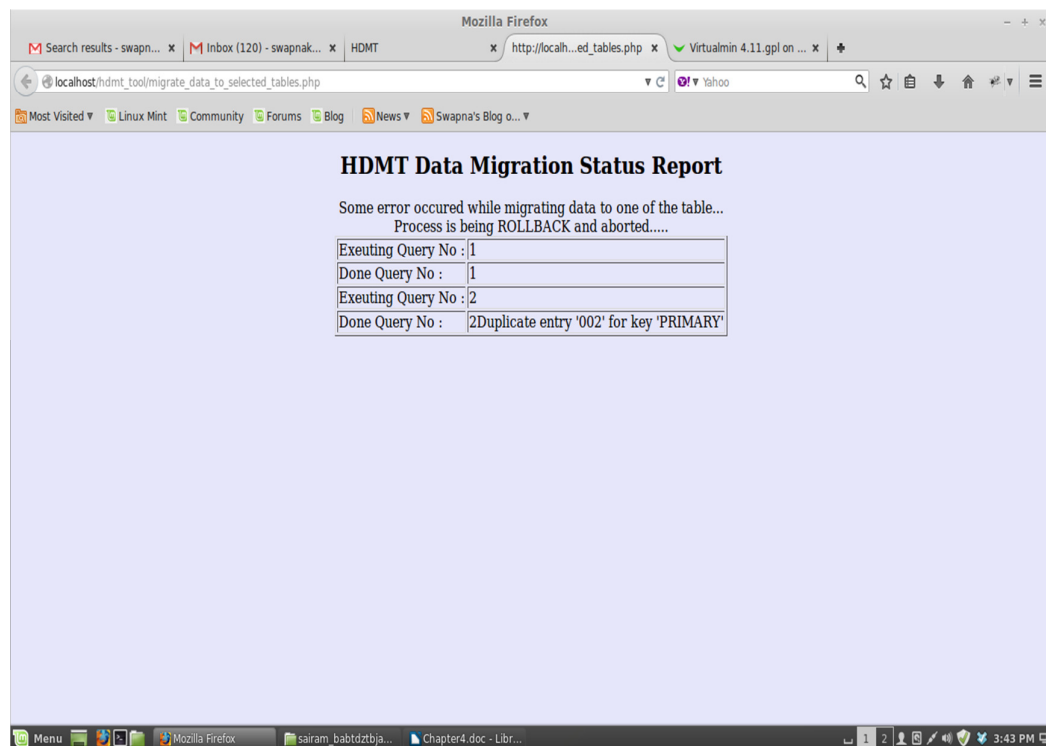 Mozilla Firefox
Search results - swapn... Inbox (120) - swapnak... HDMT http://localh...ed_tables.php Virtualmin 4.11.gpl on ...
localhost/hdmt_tool/migrate_data_to_selected_tables.php Yahoo
Most Visited Linux Mint Community Forums Blog News Swapna's Blog o...
HDMT Data Migration Status Report
Some error occured while migrating data to one of the table...
Process is being ROLLBACK and aborted.....
Exeuting Query No : 1
Done Query No : 1
Exeuting Query No : 2
Done Query No : 2Duplicate entry '002' for key 'PRIMARY'
Menu Mozilla Firefox sairam_babtdztbja... Chapter4.doc - Libr... 1 2 3:43 PM